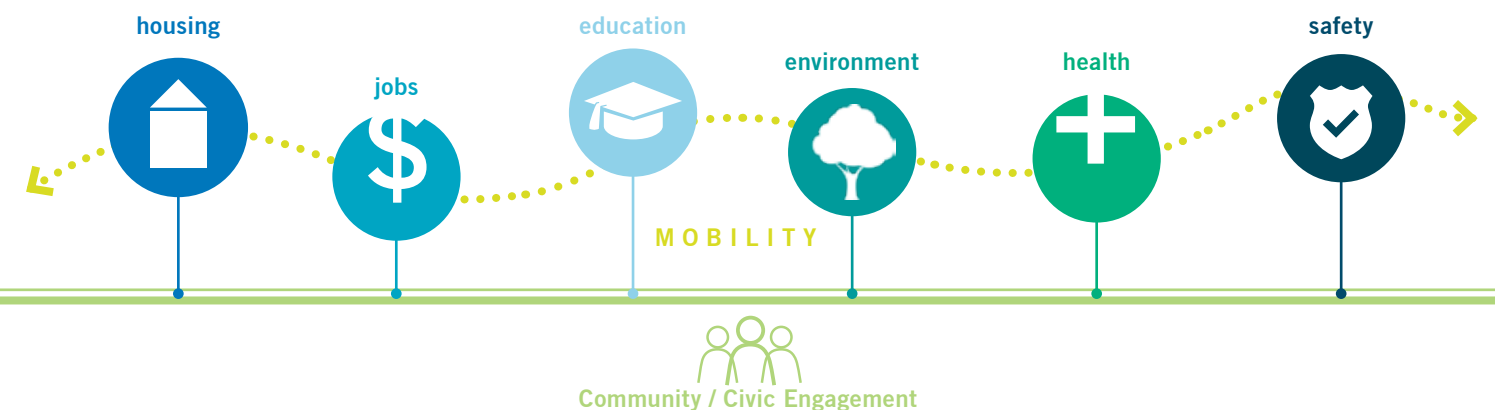 housing
jobs
education
environment
health
safety
$
MOBILITY
Community / Civic Engagement